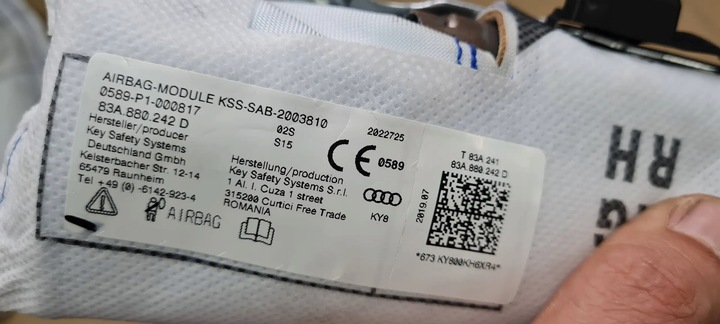 AIRBAG-MODULE KSS-SAB-2003810
0589-P1-000817
83A.880.242 D
02S
S15
2022725
Hersteller/producer
Key Safety Systems
Deutschland GmbH
Kelsterbacher Str. 12-14
65479 Raunheim
Tel +49 (0) -6142-923-4
AIRBAG
Herstellung/production
Key Safety Systems S.r.l.
1 Al. I. Cuza 1 street
315200 Curtici Free Trade
ROMANIA
CE 0589
KY8
2019.07
T 83A 241
83A.880.242 D
*673 KY800KH6XR4*
RH